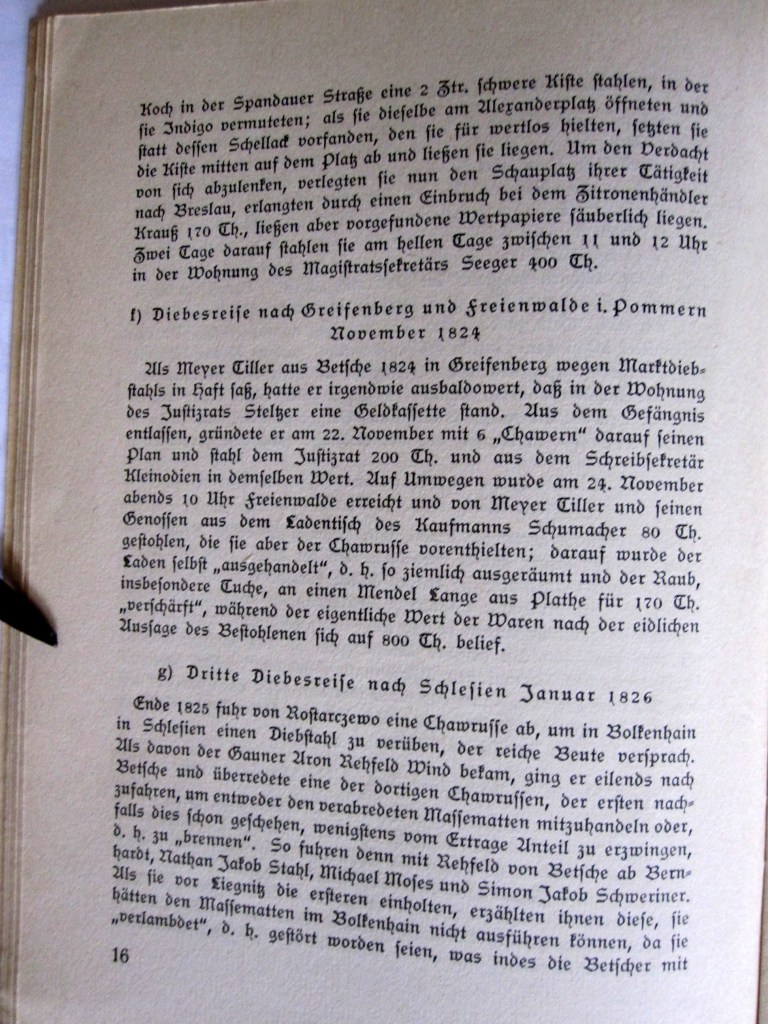 Koch in der Spandauer Straße eine 2 Ztr. schwere Kiste stahlen, in der
sie Indigo vermuteten; als sie dieselbe am Alexanderplatz öffneten und
statt dessen Schellack vorfanden, den sie für wertlos hielten, setzten sie
die Kiste mitten auf dem Platz ab und ließen sie liegen. Um den Verdacht
von sich abzulenken, verlegten sie nun den Schauplatz ihrer Tätigkeit
nach Breslau, erlangten durch einen Einbruch bei dem Zitronenhändler
Krauß 170 Th., ließen aber vorgefundene Wertpapiere säuberlich liegen.
Zwei Tage darauf stahlen sie am hellen Tage zwischen 11 und 12 Uhr
in der Wohnung des Magistratssekretärs Seeger 400 Th.
f) Diebesreise nach Greifenberg und Freienwalde i. Pommern
November 1824
Als Meyer Tiller aus Betsche 1824 in Greifenberg wegen Marktdieb-
stahls in Haft saß, hatte er irgendwie ausbaldowert, daß in der Wohnung
des Justizrats Steltzer eine Geldkassette stand. Aus dem Gefängnis
entlassen, gründete er am 22. November mit 6 „Chawern“ darauf seinen
Plan und stahl dem Justizrat 200 Th. und aus dem Schreibsekretär
Kleinodien in demselben Wert. Auf Umwegen wurde am 24. November
abends 10 Uhr Freienwalde erreicht und von Meyer Tiller und seinen
Genossen aus dem Ladentisch des Kaufmanns Schumacher 80 Th.
gestohlen, die sie aber der Chawrusse vorenthielten; darauf wurde der
Laden selbst „ausgehandelt“, d. h. so ziemlich ausgeräumt und der Raub,
insbesondere Tuche, an einen Mendel Lange aus Plathe für 170 Th.
„verschärft“, während der eigentliche Wert der Waren nach der eidlichen
Aussage des Bestohlenen sich auf 800 Th. belief.
g) Dritte Diebesreise nach Schlesien Januar 1826
Ende 1825 fuhr von Rostarczewo eine Chawrusse ab, um in Bolkenhain
in Schlesien einen Diebstahl zu verüben, der reiche Beute versprach.
Als davon der Gauner Aron Rehfeld Wind bekam, ging er eilends nach
Betsche und überredete eine der dortigen Chawrussen, der ersten nach-
zufahren, um entweder den verabredeten Massematten mitzuhandeln oder,
falls dies schon geschehen, wenigstens vom Ertrage Anteil zu erzwingen,
d. h. zu „brennen“. So fuhren denn mit Rehfeld von Betsche ab Bern-
hardt, Nathan Jakob Stahl, Michael Moses und Simon Jakob Schweriner.
Als sie vor Liegnitz die ersteren einholten, erzählten ihnen diese, sie
hätten den Massematten im Bolkenhain nicht ausführen können, da sie
„verlambdet“, d. h. gestört worden seien, was indes die Betscher mit
16